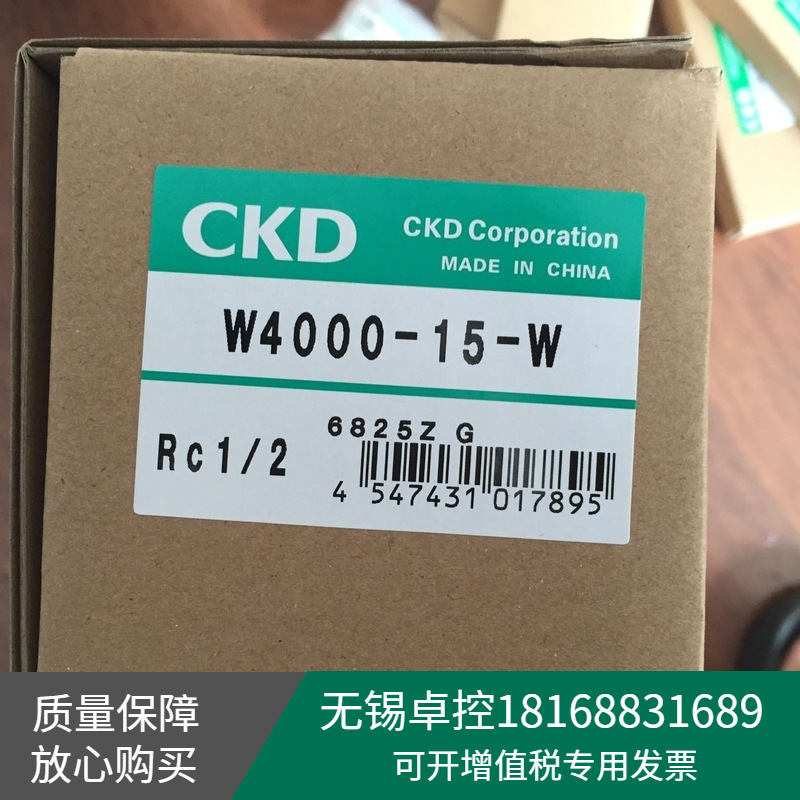 CKD
CKD Corporation
MADE IN CHINA
W4000-15-W
6825Z G
Rc1/2
4 547431 017895
质量保障
放心购买
无锡卓控18168831689
可开增值税专用发票